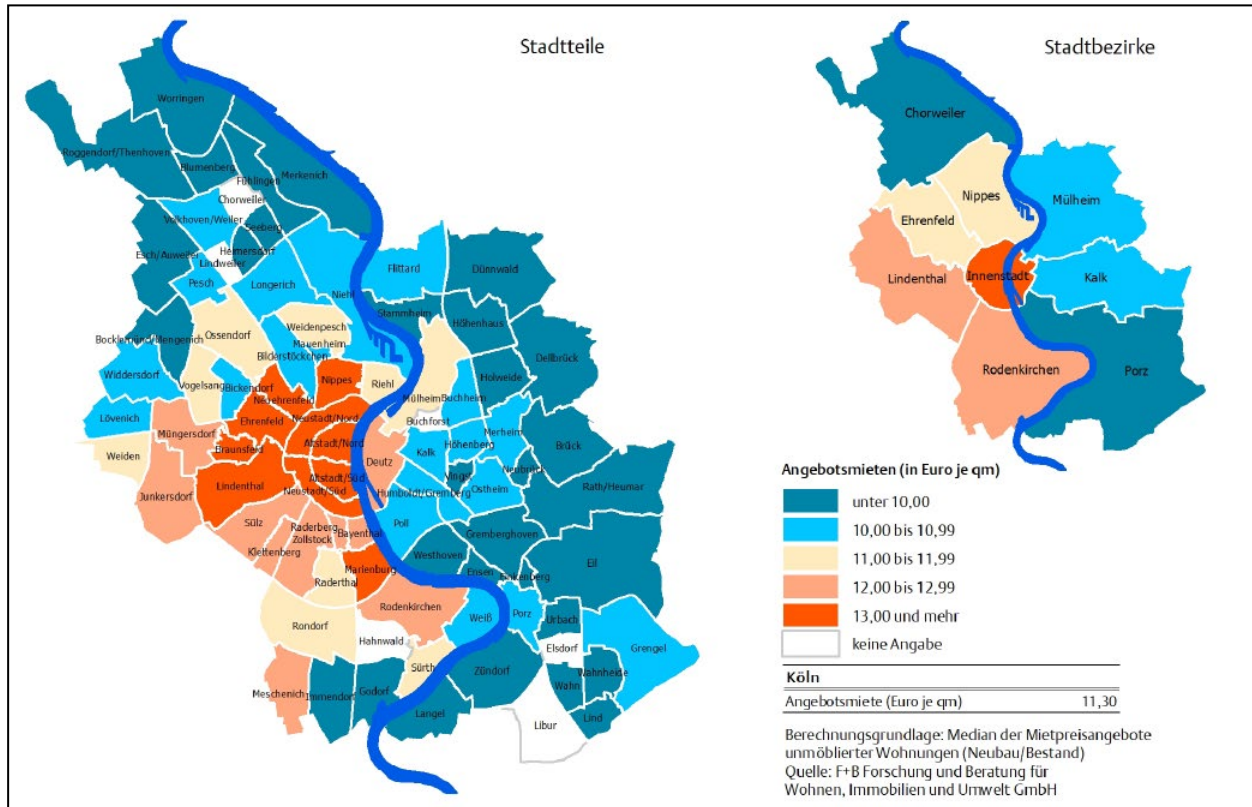 Stadtteile
Worringen
Roggendorf/Thenhoven
Blumenberg
Fühlingen
Merkenich
Chorweiler
Volkhoven/Weiler
Seeberg
Esch/Auweiler
Heimersdorf
Lindweiler
Pesch
Longerich
Niehl
Flittard
Dünnwald
Stammheim
Höhenhaus
Ossendorf
Weidenpesch
Mauenheim
Bocklemünd/Mengenich
Bilderstöckchen
Dellbrück
Widdersdorf
Vogelsang
Bickendorf
Nippes
Riehl
Mülheim
Buchheim
Holweide
Neuehrenfeld
Lövenich
Ehrenfeld
Neustadt/Nord
Buchforst
Müngersdorf
Merheim
Weiden
Braunsfeld
Altstadt/Nord
Deutz
Kalk
Höhenberg
Brück
Neubrück
Vingst
Junkersdorf
Lindenthal
Altstadt/Süd
Neustadt/Süd
Humboldt/Gremberg
Ostheim
Rath/Heumar
Sülz
Raderberg
Zollstock
Bayenthal
Poll
Gremberghoven
Klettenberg
Westhoven
Raderthal
Marienburg
Ensen
Finkenberg
Eil
Rodenkirchen
Weiß
Porz
Urbach
Rondorf
Hahnwald
Elsdorf
Grengel
Sürth
Zündorf
Wahn
Wahnheide
Meschenich
Immendorf
Godorf
Langel
Libur
Lind
Stadtbezirke
Chorweiler
Nippes
Mülheim
Ehrenfeld
Lindenthal
Innenstadt
Kalk
Rodenkirchen
Porz
Angebotsmieten (in Euro je qm)
unter 10,00
10,00 bis 10,99
11,00 bis 11,99
12,00 bis 12,99
13,00 und mehr
keine Angabe
Köln
Angebotsmiete (Euro je qm) 11,30
Berechnungsgrundlage: Median der Mietpreisangebote
unmöblierter Wohnungen (Neubau/Bestand)
Quelle: F+B Forschung und Beratung für
Wohnen, Immobilien und Umwelt GmbH